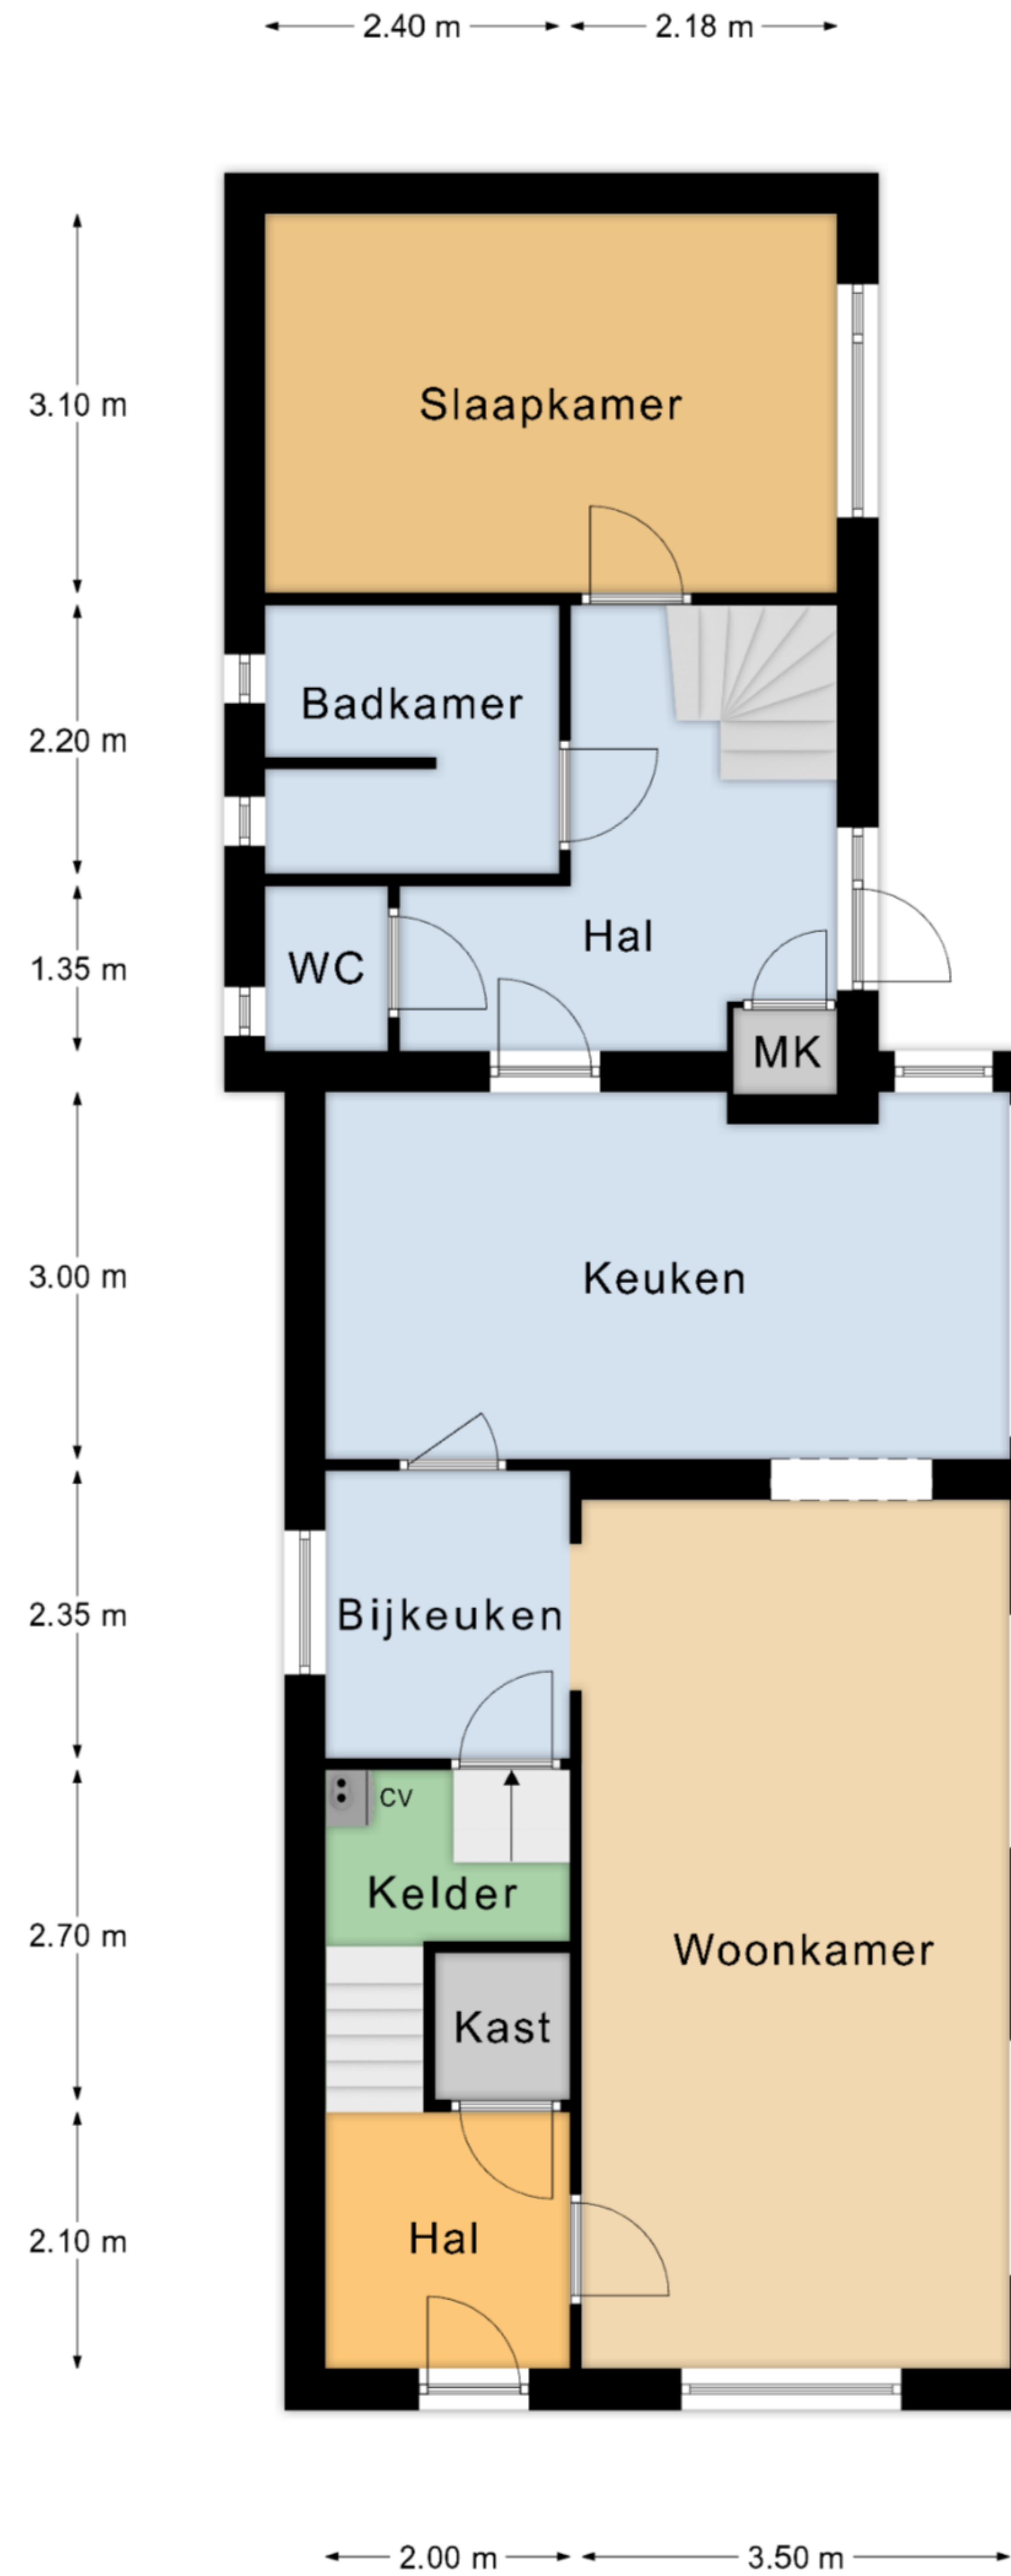 2.40 m 2.18 m
3.10 m
Slaapkamer
Badkamer
2.20 m
Hal
WC
1.35 m
MK
3.00 m
Keuken
2.35 m
Bijkeuken
CV
Kelder
2.70 m
Woonkamer
Kast
2.10 m
Hal
2.00 m 3.50 m